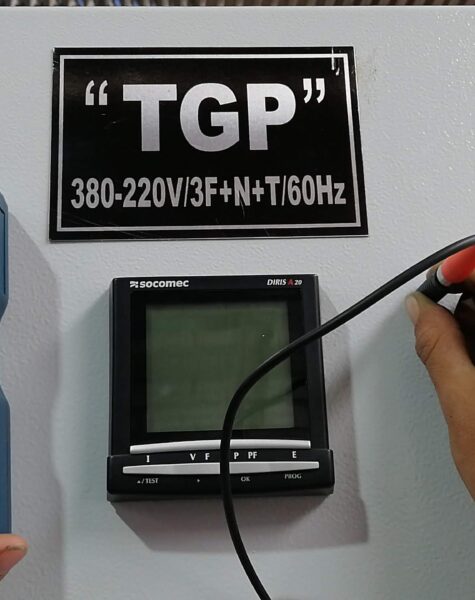 “TGP”
380-220V/3F+N+T/60Hz
socomec DIRIS A20
I V F P PF E
▲/TEST OK PROG